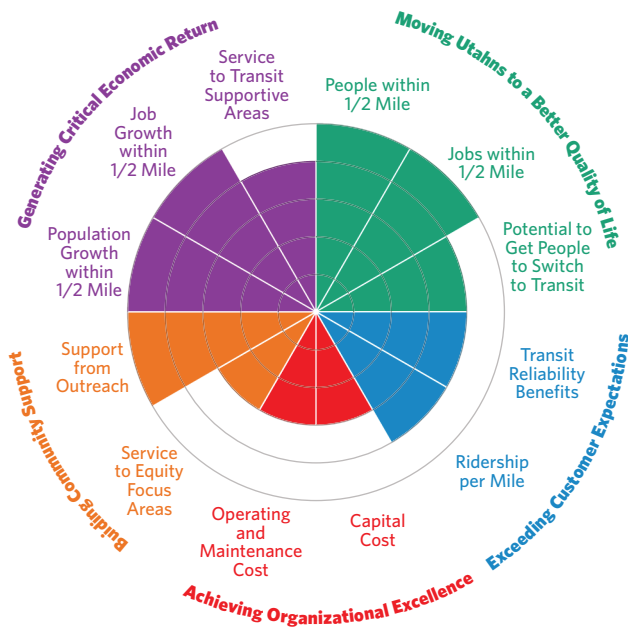 Generating Critical Economic Return
Moving Utahns to a Better Quality of Life
Service
to Transit
Supportive
Areas
People within
1/2 Mile
Job
Growth
within
1/2 Mile
Jobs within
1/2 Mile
Population
Growth
within
1/2 Mile
Potential to
Get People
to Switch
to Transit
Support
from
Outreach
Transit
Reliability
Benefits
Service
to Equity
Focus
Areas
Ridership
per Mile
Operating
and
Maintenance
Cost
Capital
Cost
Building Community Support
Exceeding Customer Expectations
Achieving Organizational Excellence